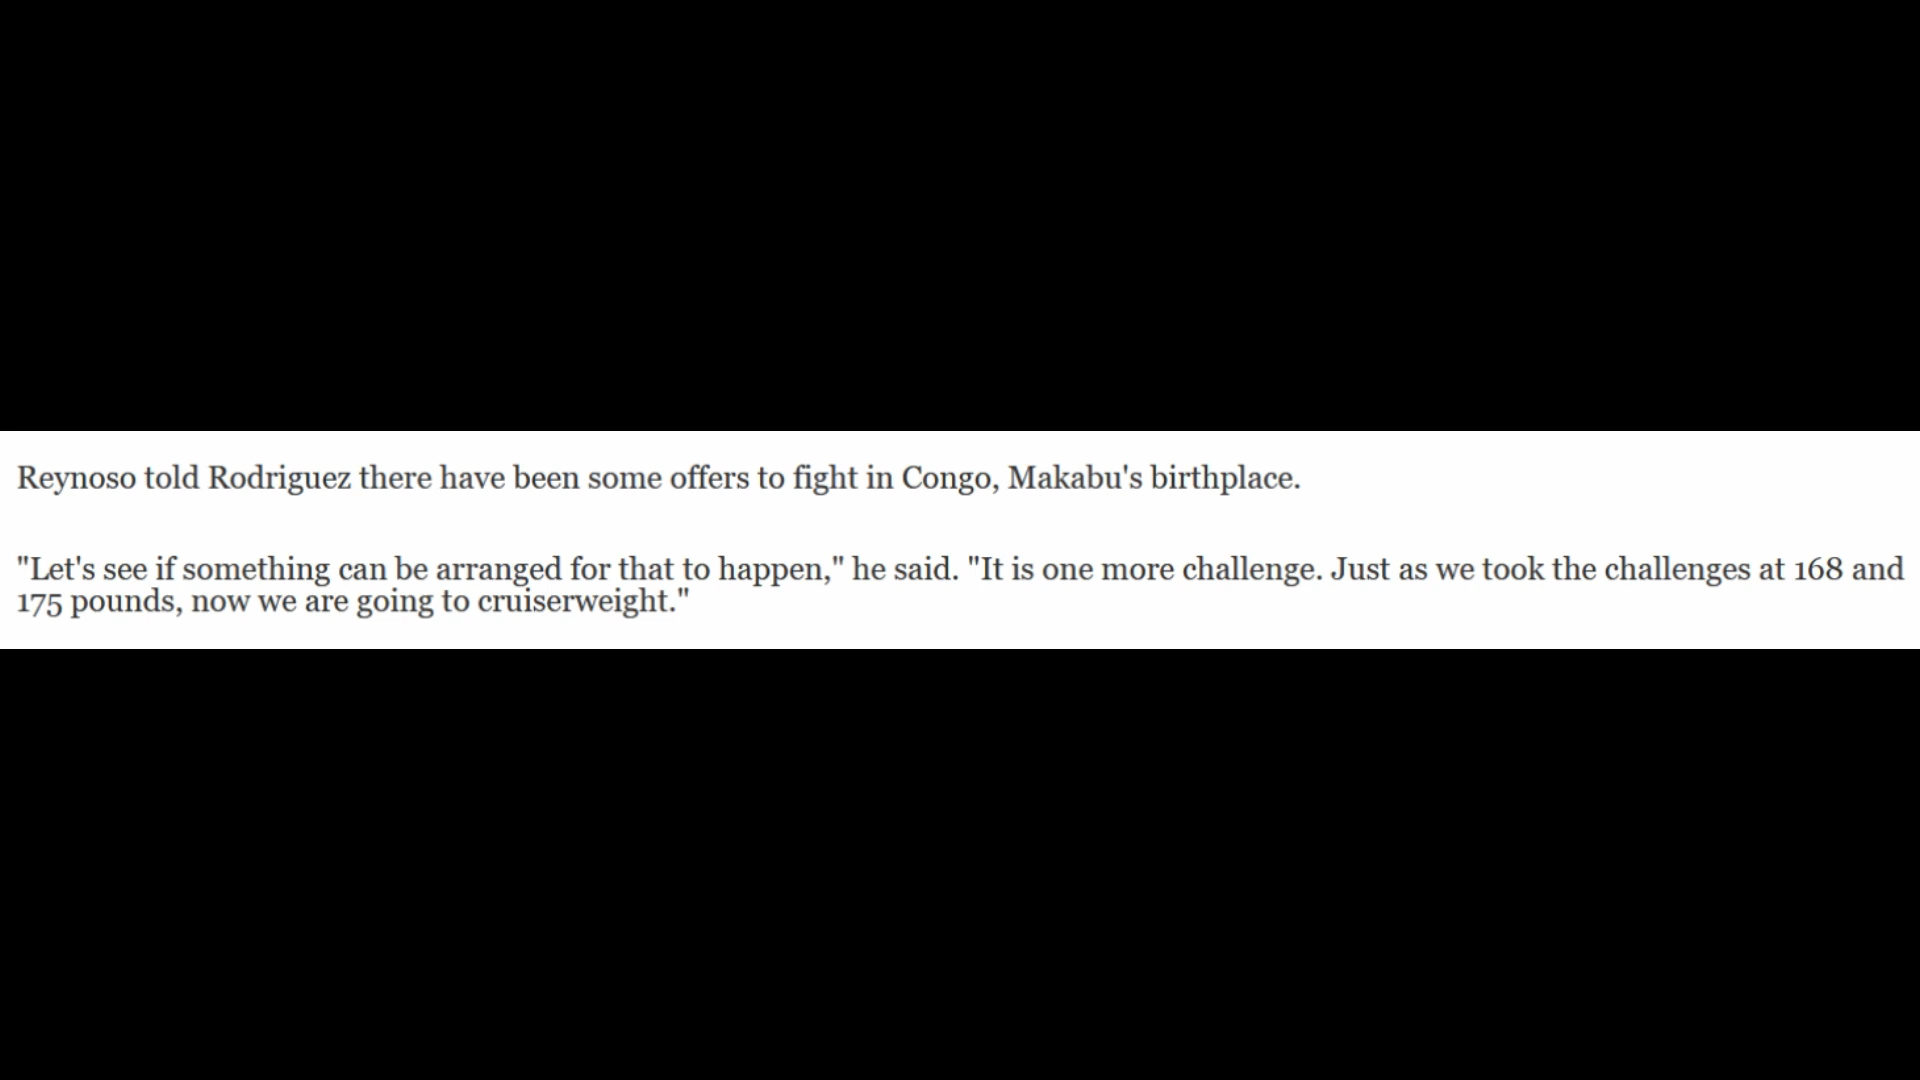 Reynoso told Rodriguez there have been some offers to fight in Congo, Makabu's birthplace.
"Let's see if something can be arranged for that to happen," he said. "It is one more challenge. Just as we took the challenges at 168 and
175 pounds, now we are going to cruiserweight."